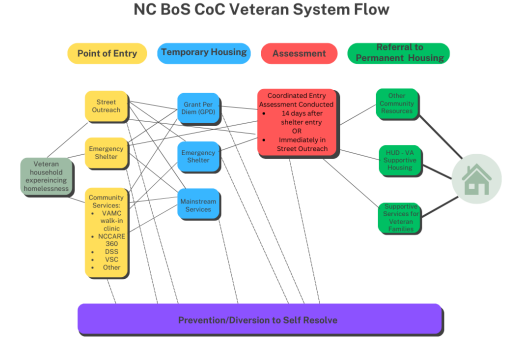 NC BoS CoC Veteran System Flow
Point of Entry
Temporary Housing
Assessment
Referral to
Permanent Housing
Street
Outreach
Emergency
Shelter
Community
Services:
• VAMC
walk-in
clinic
• NCCARE
360
• DSS
• VSC
• Other
Veteran
household
expereincing
homelessness
Grant Per
Diem (GPD)
Emergency
Shelter
Mainstream
Services
Coordinated Entry
Assessment Conducted
• 14 days after
shelter entry
OR
• Immediately in
Street Outreach
Other
Community
Resources
HUD-VA
Supportive
Housing
Supportive
Services for
Veteran
Families
Prevention/Diversion to Self Resolve